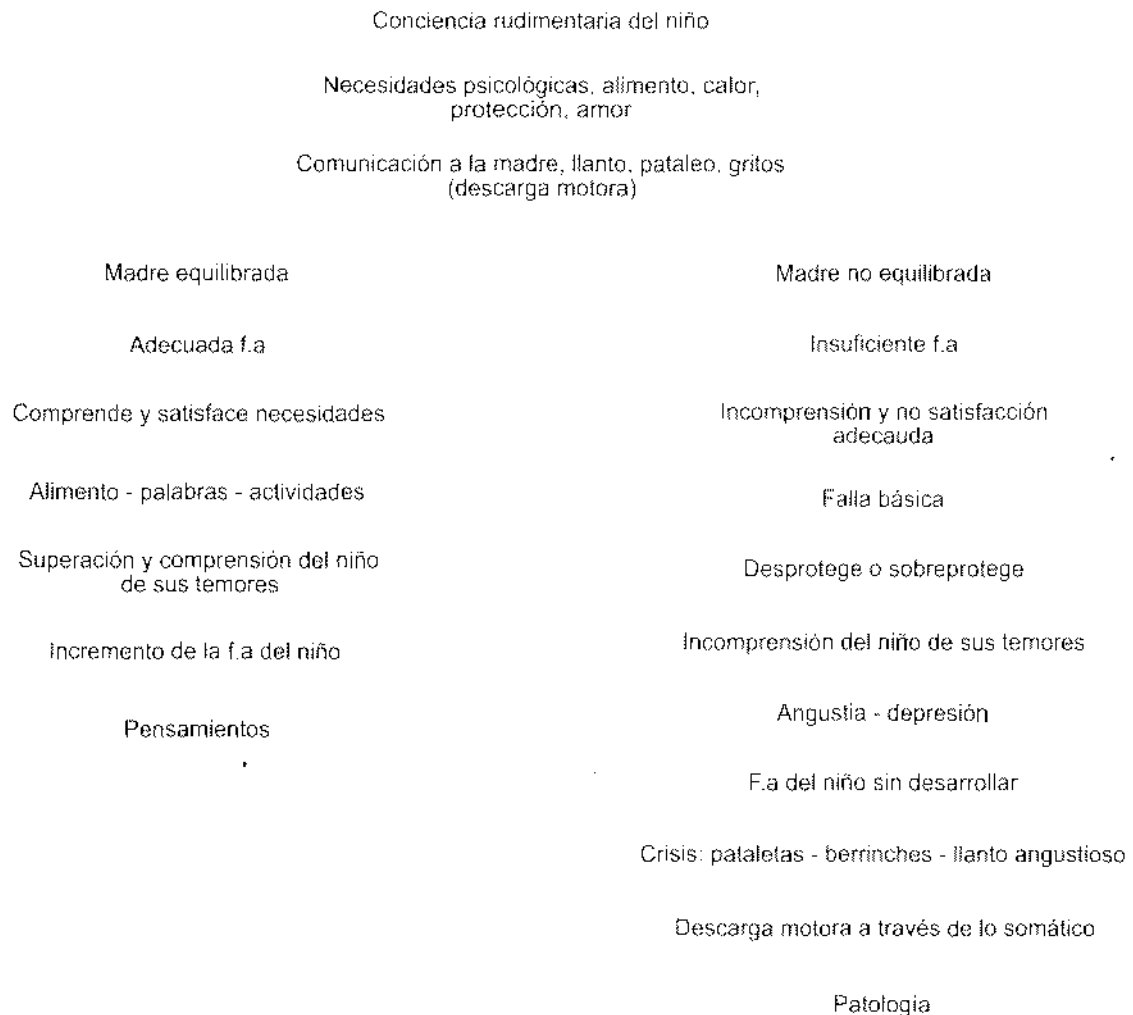 Conciencia rudimentaria del niño
Necesidades psicológicas, alimento, calor,
protección, amor
Comunicación a la madre, llanto, pataleo, gritos
(descarga motora)
Madre equilibrada
Adecuada f.a
Comprende y satisface necesidades
Alimento - palabras - actividades
Superación y comprensión del niño
de sus temores
Incremento de la f.a del niño
Pensamientos
Madre no equilibrada
Insuficiente f.a
Incomprensión y no satisfacción
adecauda
Falla básica
Desprotege o sobreprotege
Incomprensión del niño de sus temores
Angustia - depresión
F.a del niño sin desarrollar
Crisis: pataletas - berrinches - llanto angustioso
Descarga motora a través de lo somático
Patología